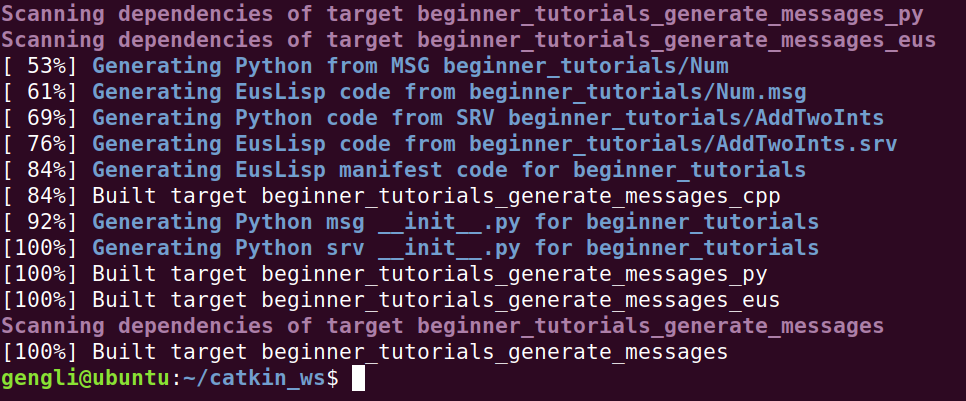 Scanning dependencies of target beginner_tutorials_generate_messages_py
Scanning dependencies of target beginner_tutorials_generate_messages_eus
[ 53%] Generating Python from MSG beginner_tutorials/Num
[ 61%] Generating EusLisp code from beginner_tutorials/Num.msg
[ 69%] Generating Python code from SRV beginner_tutorials/AddTwoInts
[ 76%] Generating EusLisp code from beginner_tutorials/AddTwoInts.srv
[ 84%] Generating EusLisp manifest code for beginner_tutorials
[ 84%] Built target beginner_tutorials_generate_messages_cpp
[ 92%] Generating Python msg __init__.py for beginner_tutorials
[100%] Generating Python srv __init__.py for beginner_tutorials
[100%] Built target beginner_tutorials_generate_messages_py
[100%] Built target beginner_tutorials_generate_messages_eus
Scanning dependencies of target beginner_tutorials_generate_messages
[100%] Built target beginner_tutorials_generate_messages
gengli@ubuntu:~/catkin_ws$